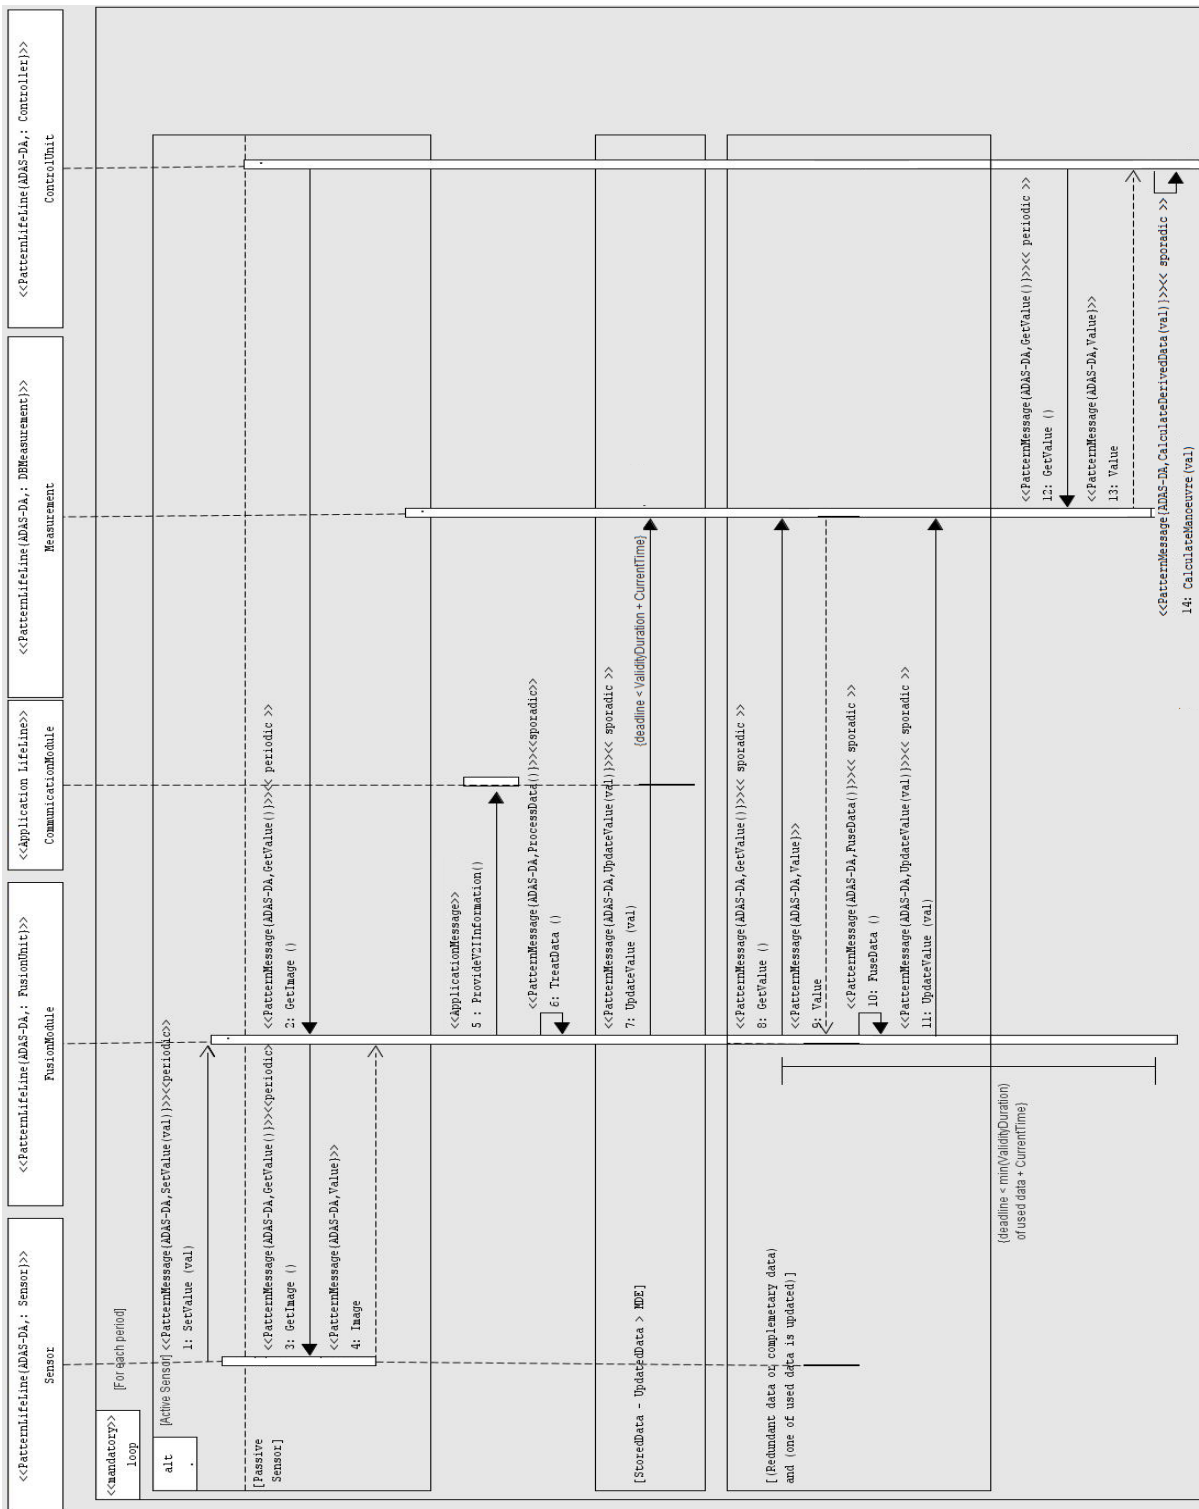 <<PatternLifeLine{ADAS-DA,: Sensor}>>
Sensor
<<PatternLifeLine{ADAS-DA,: FusionUnit}>>
FusionModule
<<Application LifeLine>>
CommunicationModule
<<PatternLifeLine{ADAS-DA,: DBMeasurement}>>
Measurement
<<PatternLifeLine{ADAS-DA,: Controller}>>
ControlUnit
<<mandatory>>
loop
[For each period]
alt
[Active Sensor]
<<PatternMessage{ADAS-DA,SetValue(val)}>><<periodic>>
1: SetValue (val)
[Passive
Sensor]
<<PatternMessage{ADAS-DA,GetValue()}>><< periodic >>
2: GetImage ()
<<PatternMessage{ADAS-DA,GetValue()}>><<periodic>
3: GetImage ()
<<PatternMessage{ADAS-DA,Value}>>
4: Image
<<ApplicationMessage>>
5 : ProvideV2IInformation()
<<PatternMessage{ADAS-DA,ProcessData()}>><<sporadic>>
6: TreatData ()
[StoredData - UpdatedData > MDE]
<<PatternMessage{ADAS-DA,UpdateValue(val)}>><< sporadic >>
7: UpdateValue (val)
{deadline < ValidityDuration + CurrentTime}
[(Redundant data or complemetary data)
and (one of used data is updated)]
<<PatternMessage{ADAS-DA,GetValue()}>><< sporadic >>
8: GetValue ()
<<PatternMessage{ADAS-DA,Value}>>
9: Value
<<PatternMessage{ADAS-DA,FuseData()}>><< sporadic >>
10: FuseData ()
<<PatternMessage{ADAS-DA,UpdateValue(val)}>><< sporadic >>
11: UpdateValue (val)
{deadline < min(ValidityDuration)
of used data + CurrentTime}
<<PatternMessage{ADAS-DA,GetValue()}>><< periodic >>
12: GetValue ()
<<PatternMessage{ADAS-DA,Value}>>
13: Value
<<PatternMessage{ADAS-DA,CalculateDerivedData(val)}>><< sporadic >>
14: CalculateManoeuvre(val)